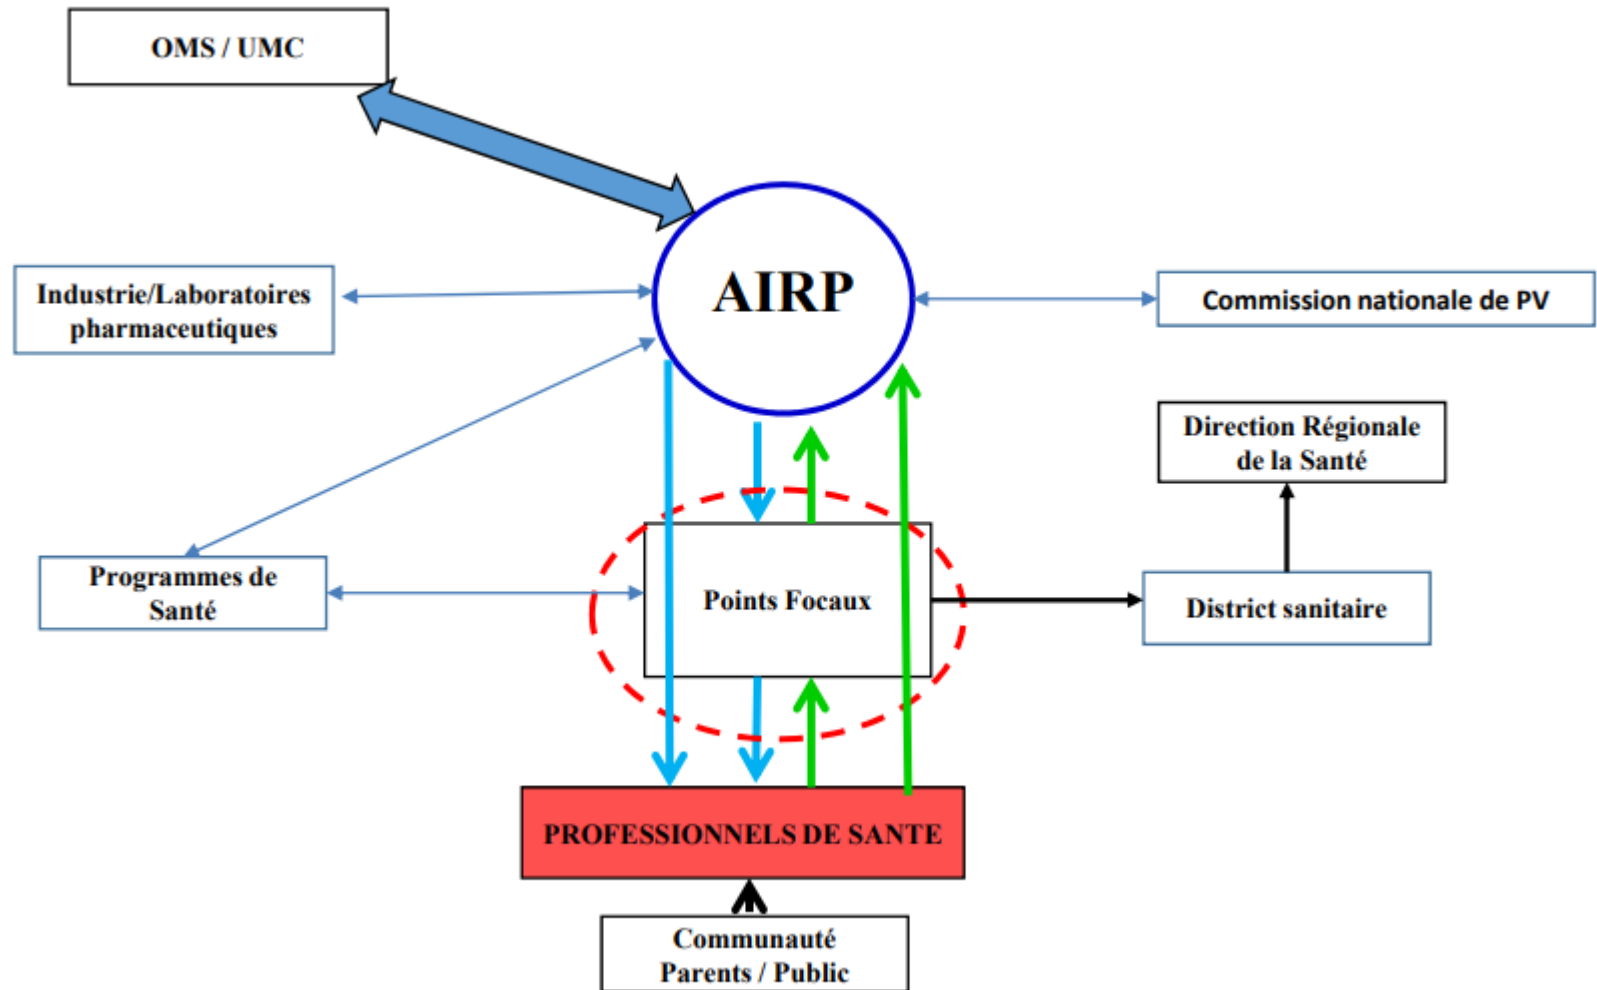 OMS / UMC
AIRP
Industrie/Laboratoires
pharmaceutiques
Commission nationale de PV
Direction Régionale
de la Santé
Programmes de
Santé
Points Focaux
District sanitaire
PROFESSIONNELS DE SANTE
Communauté
Parents / Public